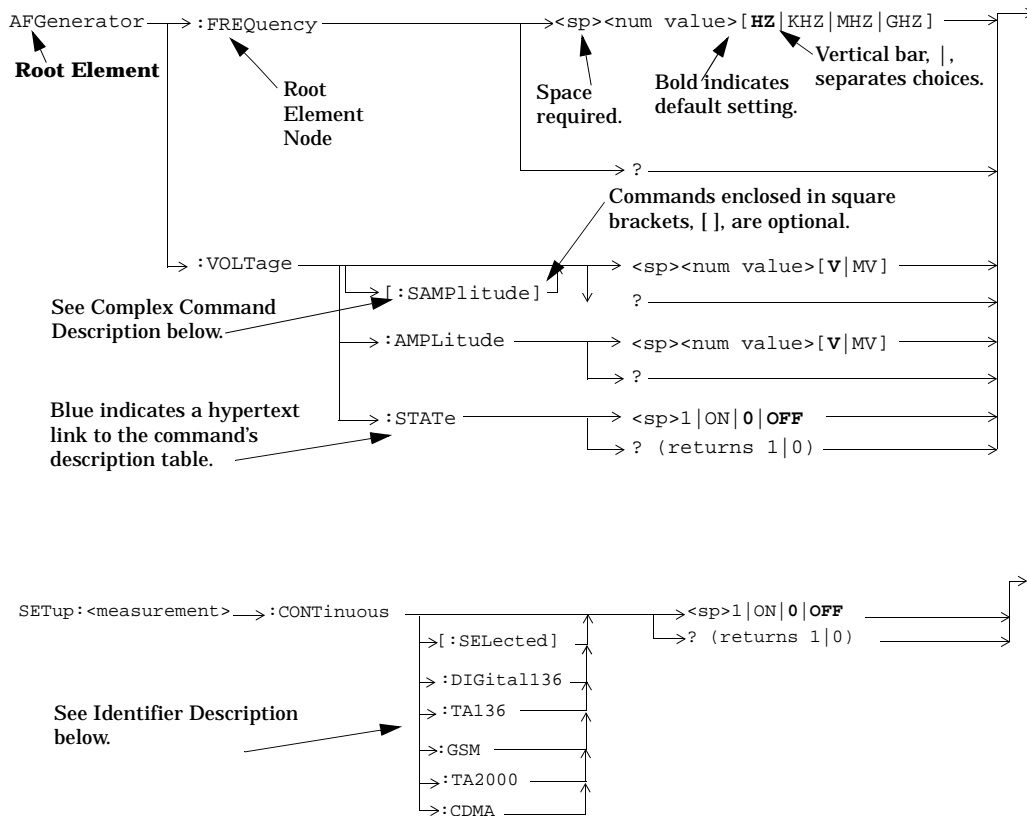 AFGenerator :FREQuency <sp><num value>[HZ|KHZ|MHZ|GHZ]
Root Element
Root
Element
Node
Space
required.
Bold indicates
default setting.
Vertical bar, |,
separates choices.
?
Commands enclosed in square
brackets, [ ], are optional.
:VOLTage <sp><num value>[V|MV]
[:SAMPlitude] ?
See Complex Command
Description below.
:AMPLitude <sp><num value>[V|MV]
?
Blue indicates a hypertext
link to the command's
description table.
:STATe <sp>1|ON|0|OFF
? (returns 1|0)
SETup:<measurement> :CONTinuous <sp>1|ON|0|OFF
? (returns 1|0)
[:SELected]
:DIGital136
:TA136
:GSM
:TA2000
:CDMA
See Identifier Description
below.